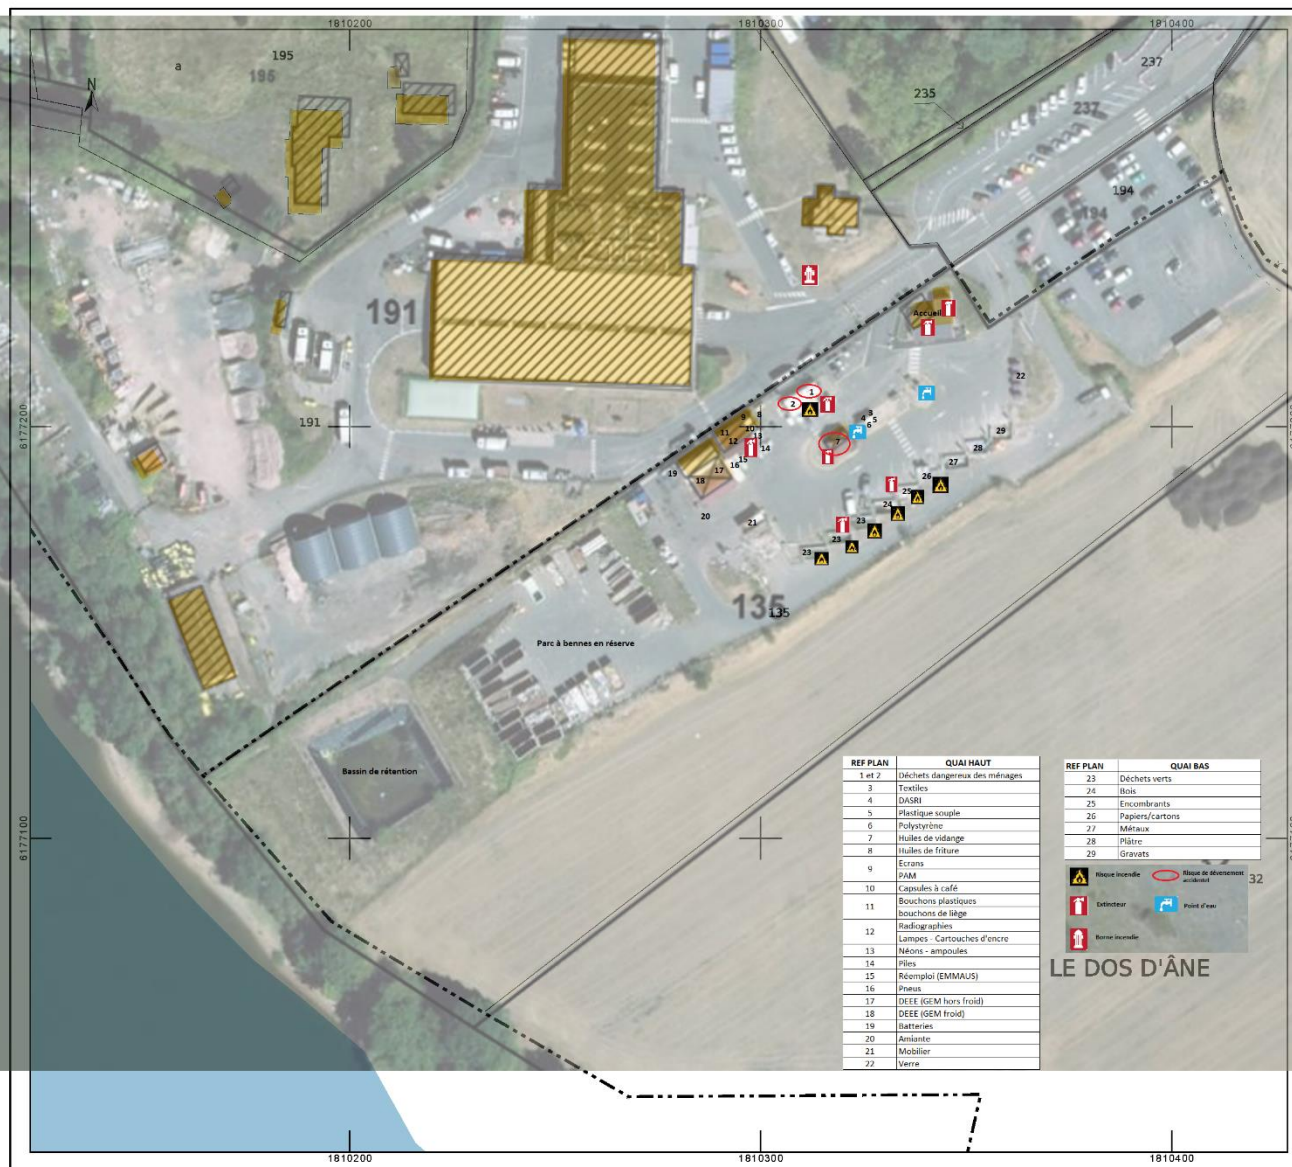 1810200
1810300
1810400
195
a
195
N
237
235
237
194
194
191
Accueil
22
1
2
6177200
191
9
8
3
4
5
6
10
11
12
13
14
7
15
16
17
18
19
29
28
27
26
25
24
23
23
23
20
21
135
135
Parc à bennes en réserve
Bassin de rétention
6177100
REF PLAN QUAI HAUT
1 et 2 Déchets dangereux des ménages
3 Textiles
4 DASRI
5 Plastique souple
6 Polystyrène
7 Huiles de vidange
8 Huiles de friture
9 Ecrans
PAM
10 Capsules à café
11 Bouchons plastiques
bouchons de liège
12 Radiographies
Lampes - Cartouches d'encre
13 Néons - ampoules
14 Piles
15 Réemploi (EMMAUS)
16 Pneus
17 DEEE (GEM hors froid)
18 DEEE (GEM froid)
19 Batteries
20 Amiante
21 Mobilier
22 Verre
REF PLAN QUAI BAS
23 Déchets verts
24 Bois
25 Encombrants
26 Papiers/cartons
27 Métaux
28 Plâtre
29 Gravats
Risque incendie
Risque de déversement
accidentel
32
Extincteur
Point d'eau
Borne incendie
LE DOS D'ÂNE
1810200
1810300
1810400